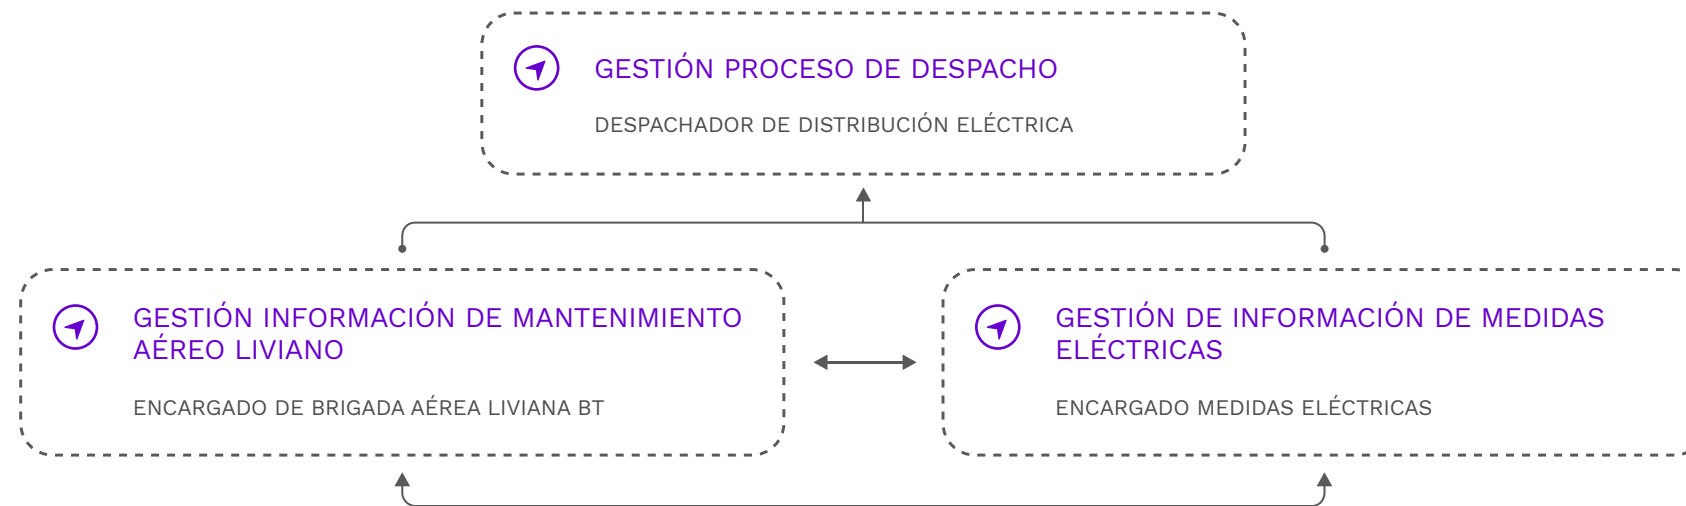 GESTIÓN PROCESO DE DESPACHO
DESPACHADOR DE DISTRIBUCIÓN ELÉCTRICA
GESTIÓN INFORMACIÓN DE MANTENIMIENTO
AÉREO LIVIANO
ENCARGADO DE BRIGADA AÉREA LIVIANA BT
GESTIÓN DE INFORMACIÓN DE MEDIDAS
ELÉCTRICAS
ENCARGADO MEDIDAS ELÉCTRICAS